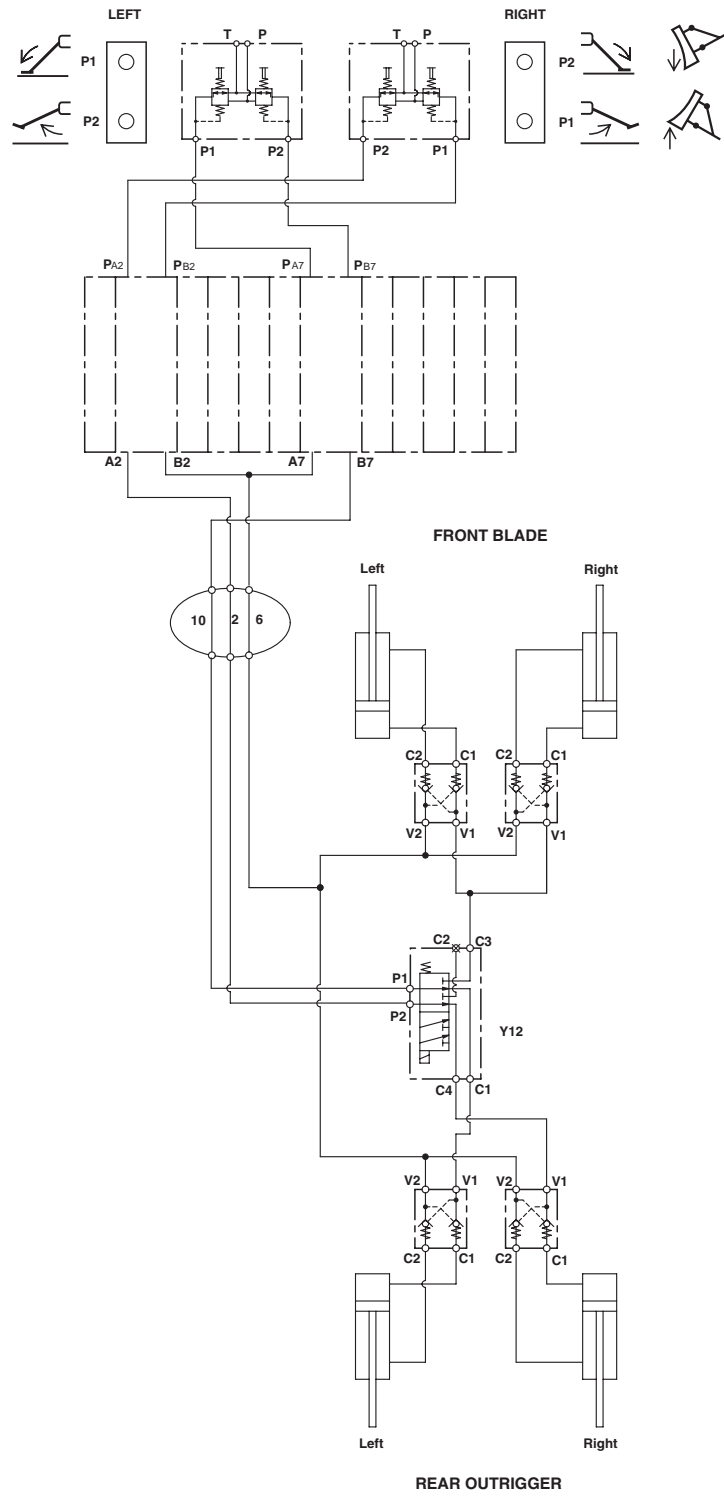 LEFT
RIGHT
T P
T P
P1
P2
P2
P1
P1 P2
P2 P1
PA2 PB2 PA7 PB7
A2 B2 A7 B7
FRONT BLADE
Left
Right
10 2 6
C2 C1
C2 C1
V2 V1
V2 V1
C2 C3
P1
P2
Y12
C4 C1
V2 V1
V2 V1
C2 C1
C2 C1
Left
Right
REAR OUTRIGGER